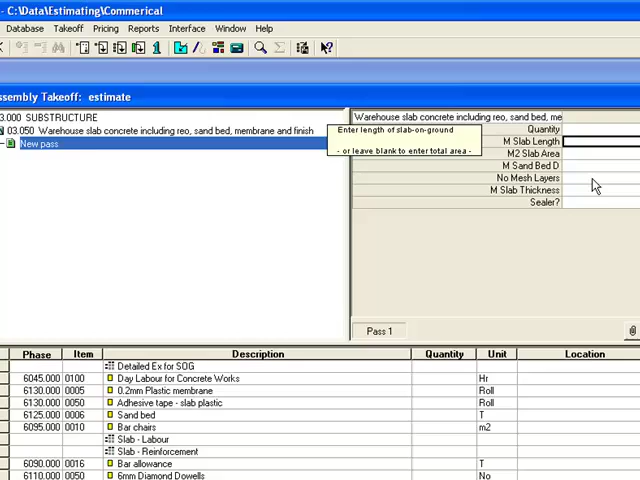 - C:\Data\Estimating\Commerical
Database Takeoff Pricing Reports Interface Window Help
ssembly Takeoff: estimate
3.000 SUBSTRUCTURE
03.050 Warehouse slab concrete including reo, sand bed, membrane and finish
New pass
Warehouse slab concrete including reo, sand bed, me
Enter length of slab-on-ground
- or leave blank to enter total area -
Quantity
M Slab Length
M2 Slab Area
M Sand Bed D
No Mesh Layers
M Slab Thickness
Sealer?
Pass 1
Phase Item Description Quantity Unit Location
Detailed Ex for SOG
6045.000 0100 Day Labour for Concrete Works Hr
6130.000 0005 0.2mm Plastic membrane Roll
6130.000 0050 Adhesive tape - slab plastic Roll
6125.000 0006 Sand bed T
6095.000 0010 Bar chairs m2
Slab - Labour
Slab - Reinforcement
6090.000 0016 Bar allowance T
6110.000 0050 6mm Diamond Dowells No